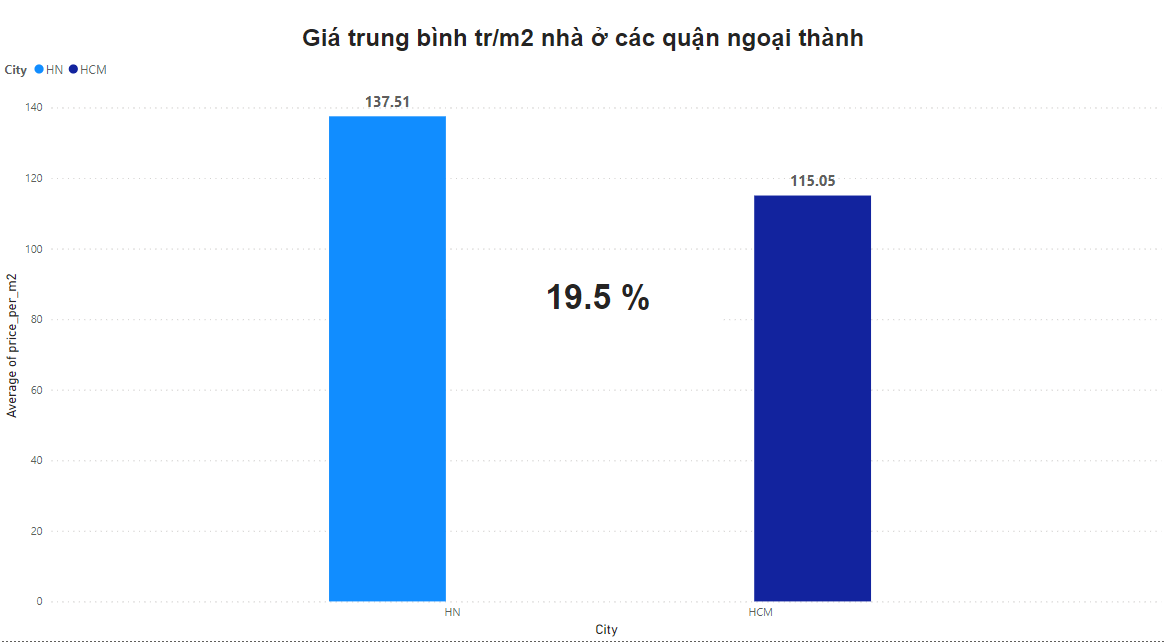 Giá trung bình tr/m2 nhà ở các quận ngoại thành
City HN HCM
Average of price_per_m2
140
120
100
80
60
40
20
0
137.51
115.05
19.5 %
HN
HCM
City